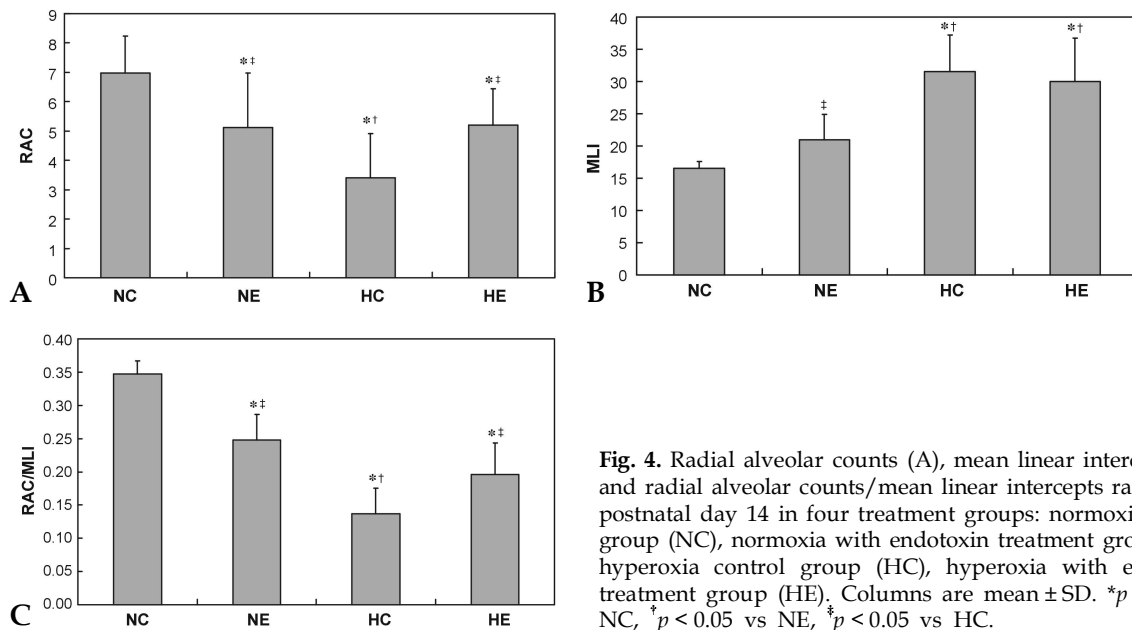 9
8
7
6
5
4
3
2
1
0
RAC
*‡
*†
*‡
NC NE HC HE
A
40
35
30
25
20
15
10
5
0
MLI
‡
*†
*†
NC NE HC HE
B
0.40
0.35
0.30
0.25
0.20
0.15
0.10
0.05
0.00
RAC/MLI
*‡
*†
*‡
NC NE HC HE
C
Fig. 4. Radial alveolar counts (A), mean linear interc
and radial alveolar counts/mean linear intercepts ra
postnatal day 14 in four treatment groups: normoxi
group (NC), normoxia with endotoxin treatment gro
hyperoxia control group (HC), hyperoxia with e
treatment group (HE). Columns are mean ± SD. *p
NC, †p < 0.05 vs NE, ‡p < 0.05 vs HC.